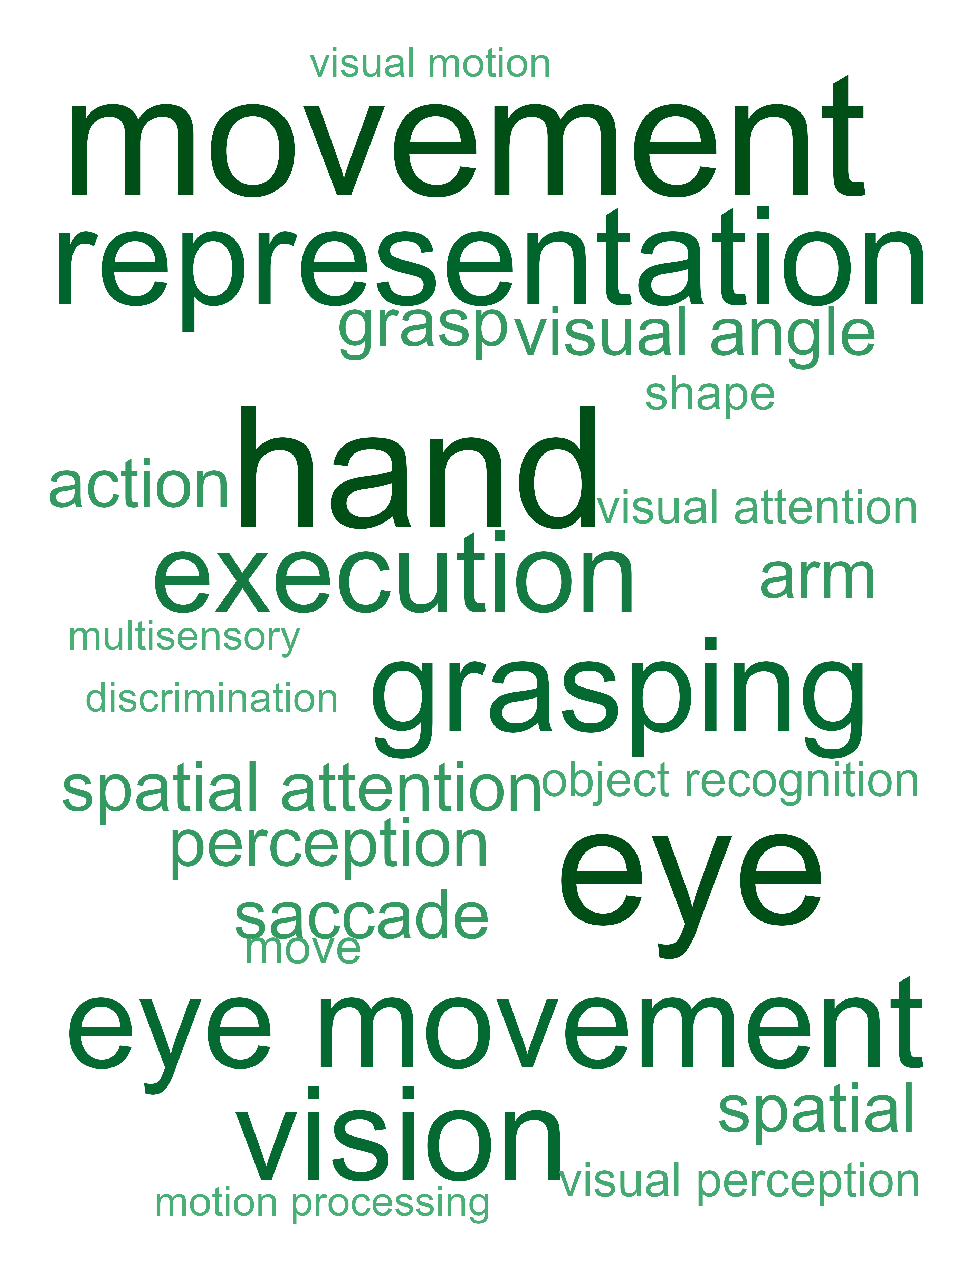 visual motion
movement
representation
grasp visual angle
shape
hand
action
visual attention
execution
arm
multisensory
grasping
discrimination
spatial attention
object recognition
perception
eye
saccade
move
eye movement
vision
spatial
visual perception
motion processing